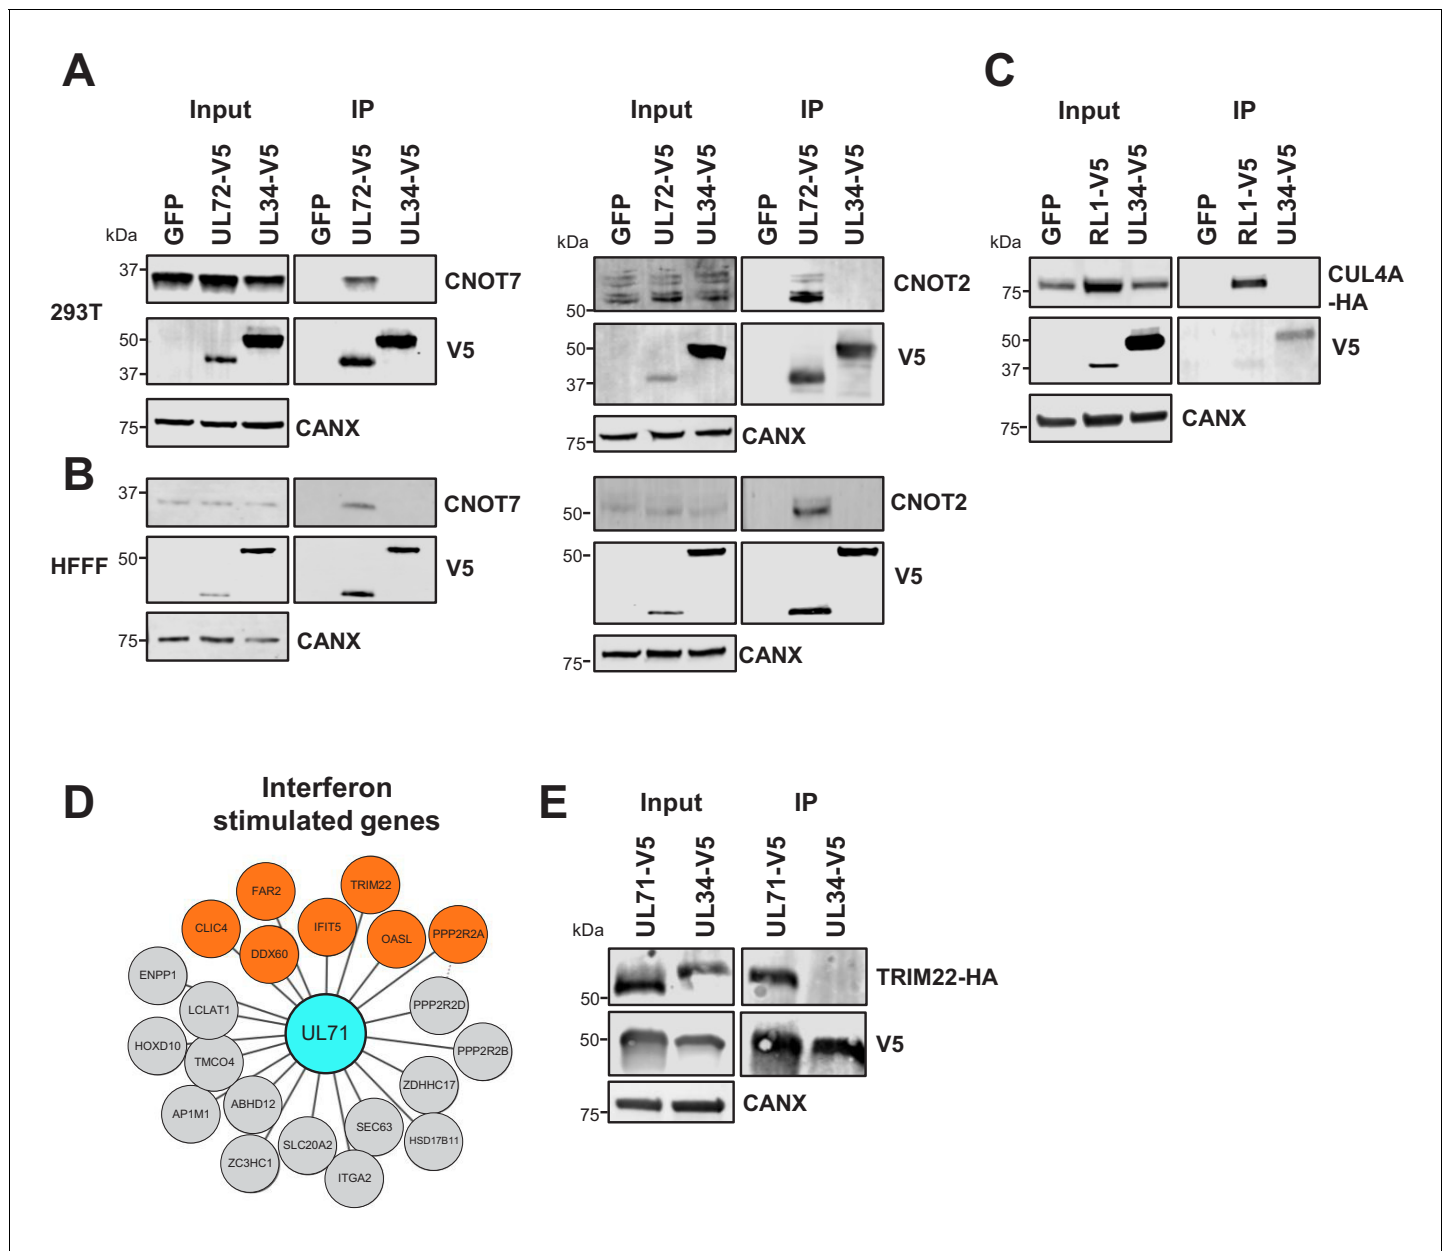 A
Input
IP
GFP
UL72-V5
UL34-V5
GFP
UL72-V5
UL34-V5
kDa
293T
37
CNOT7
50
37
V5
75
CANX
Input
IP
GFP
UL72-V5
UL34-V5
GFP
UL72-V5
UL34-V5
kDa
50
CNOT2
50
37
V5
75
CANX
B
HFFF
37
CNOT7
50
V5
75
CANX
50
CNOT2
50
V5
75
CANX
C
Input
IP
GFP
RL1-V5
UL34-V5
GFP
RL1-V5
UL34-V5
kDa
75
CUL4A
-HA
50
37
V5
75
CANX
D
Interferon
stimulated genes
FAR2
TRIM22
CLIC4
IFIT5
OASL
PPP2R2A
DDX60
ENPP1
LCLAT1
PPP2R2D
UL71
HOXD10
TMCO4
PPP2R2B
ZDHHC17
AP1M1
ABHD12
SEC63
HSD17B11
SLC20A2
ZC3HC1
ITGA2
E
Input
IP
UL71-V5
UL34-V5
UL71-V5
UL34-V5
kDa
50
TRIM22-HA
50
V5
75
CANX